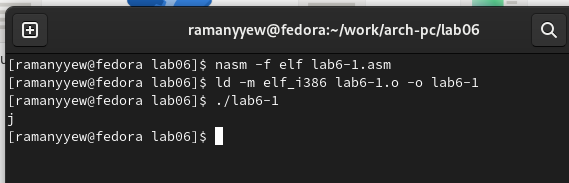 ramanyyew@fedora:~/work/arch-pc/lab06
[ramanyyew@fedora lab06]$ nasm -f elf lab6-1.asm
[ramanyyew@fedora lab06]$ ld -m elf_i386 lab6-1.o -o lab6-1
[ramanyyew@fedora lab06]$ ./lab6-1
j
[ramanyyew@fedora lab06]$